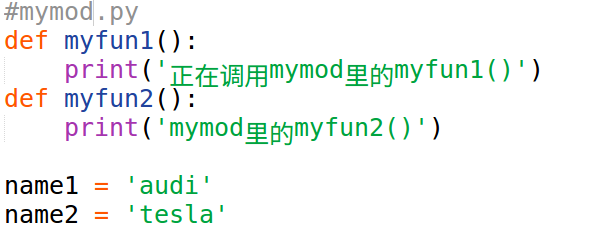 #mymod.py
def myfun1():
    print('正在调用mymod里的myfun1()')
def myfun2():
    print('mymod里的myfun2()')

name1 = 'audi'
name2 = 'tesla'